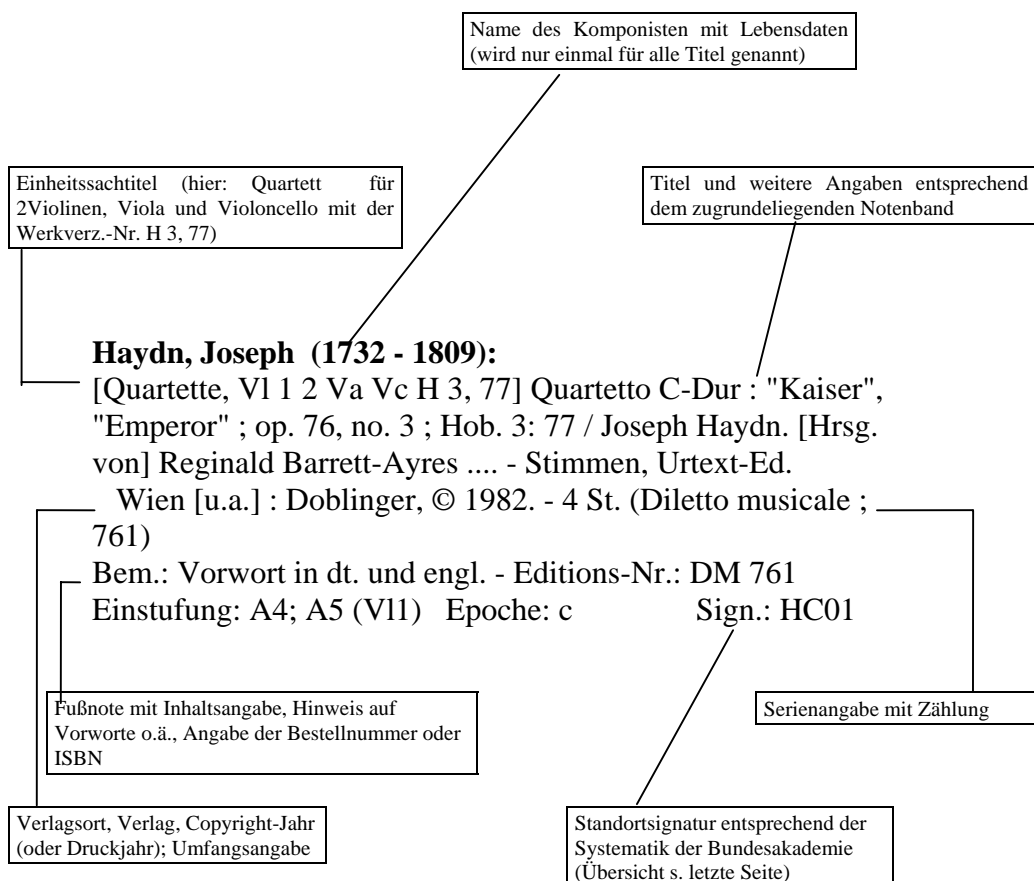 Name des Komponisten mit Lebensdaten
(wird nur einmal für alle Titel genannt)
Einheitssachtitel (hier: Quartett für
2Violinen, Viola und Violoncello mit der
Werkverz.-Nr. H 3, 77)
Titel und weitere Angaben entsprechend
dem zugrundeliegenden Notenband
Haydn, Joseph (1732 - 1809):
[Quartette, Vl 1 2 Va Vc H 3, 77] Quartetto C-Dur : "Kaiser",
"Emperor" ; op. 76, no. 3 ; Hob. 3: 77 / Joseph Haydn. [Hrsg.
von] Reginald Barrett-Ayres .... - Stimmen, Urtext-Ed.
Wien [u.a.] : Doblinger, © 1982. - 4 St. (Diletto musicale ;
761)
Bem.: Vorwort in dt. und engl. - Editions-Nr.: DM 761
Einstufung: A4; A5 (Vl1) Epoche: c Sign.: HC01
Fußnote mit Inhaltsangabe, Hinweis auf
Vorworte o.ä., Angabe der Bestellnummer oder
ISBN
Serienangabe mit Zählung
Verlagsort, Verlag, Copyright-Jahr
(oder Druckjahr); Umfangsangabe
Standortsignatur entsprechend der
Systematik der Bundesakademie
(Übersicht s. letzte Seite)